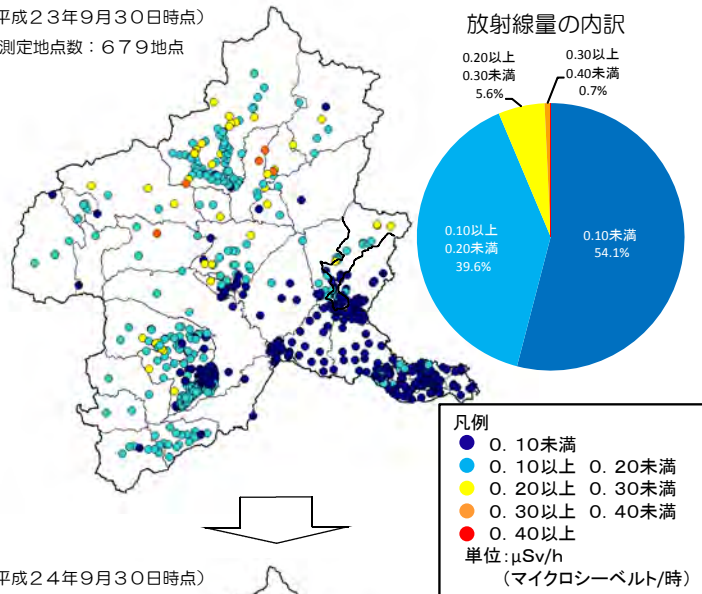 平成２３年９月３０日時点）
測定地点数：６７９地点
放射線量の内訳
0.20以上
0.30未満
5.6%
0.30以上
0.40未満
0.7%
0.10以上
0.20未満
39.6%
0.10未満
54.1%
凡例
０．１０未満
０．１０以上　０．２０未満
０．２０以上　０．３０未満
０．３０以上　０．４０未満
０．４０以上
単位：μSv/h
（マイクロシーベルト/時）
平成２４年９月３０日時点）